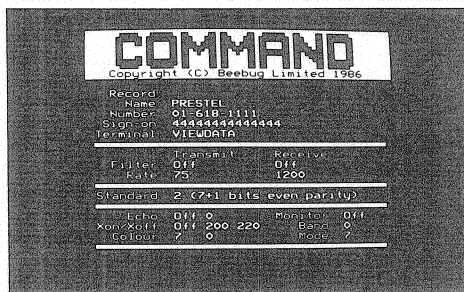 COMMAND
Copyright (C) Beebug Limited 1986
Record
Name PRESTEL
Number 01-618-1111
Sign-on 44444444444444
Terminal VIEWDATA
Transmit Receive
Filter Off Off
Rate 75 1200
Standard 2 (7+1 bits even parity)
Echo Off 0 Monitor Off
Xon/Xoff Off 200 220 Band 0
Colour 7 0 Mode 7